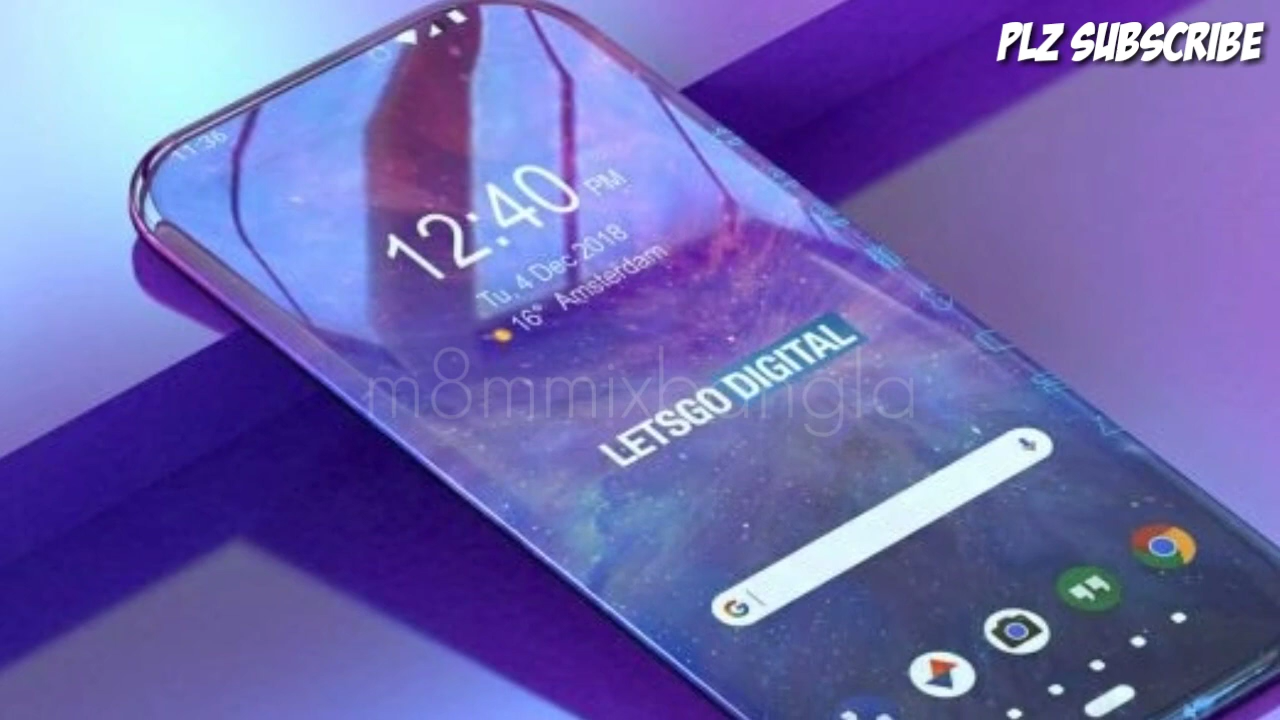 PLZ SUBSCRIBE
11:36
12:40 PM
Tu, 4 Dec 2018
16° Amsterdam
m8mmixbangla
LETSGO DIGITAL
G